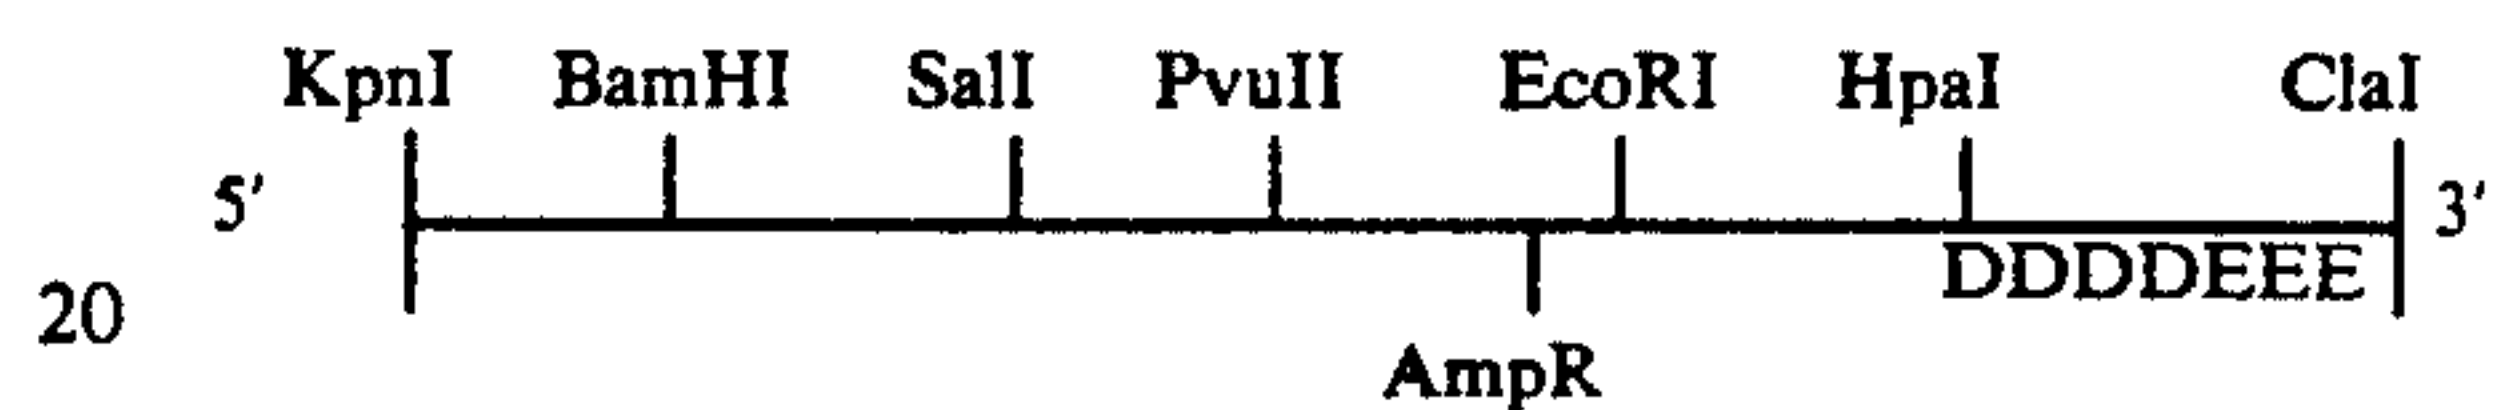 KpnI BamHI SalI PvuII EcoRI HpaI ClaI
5' 3'
DDDDEEE
20
AmpR